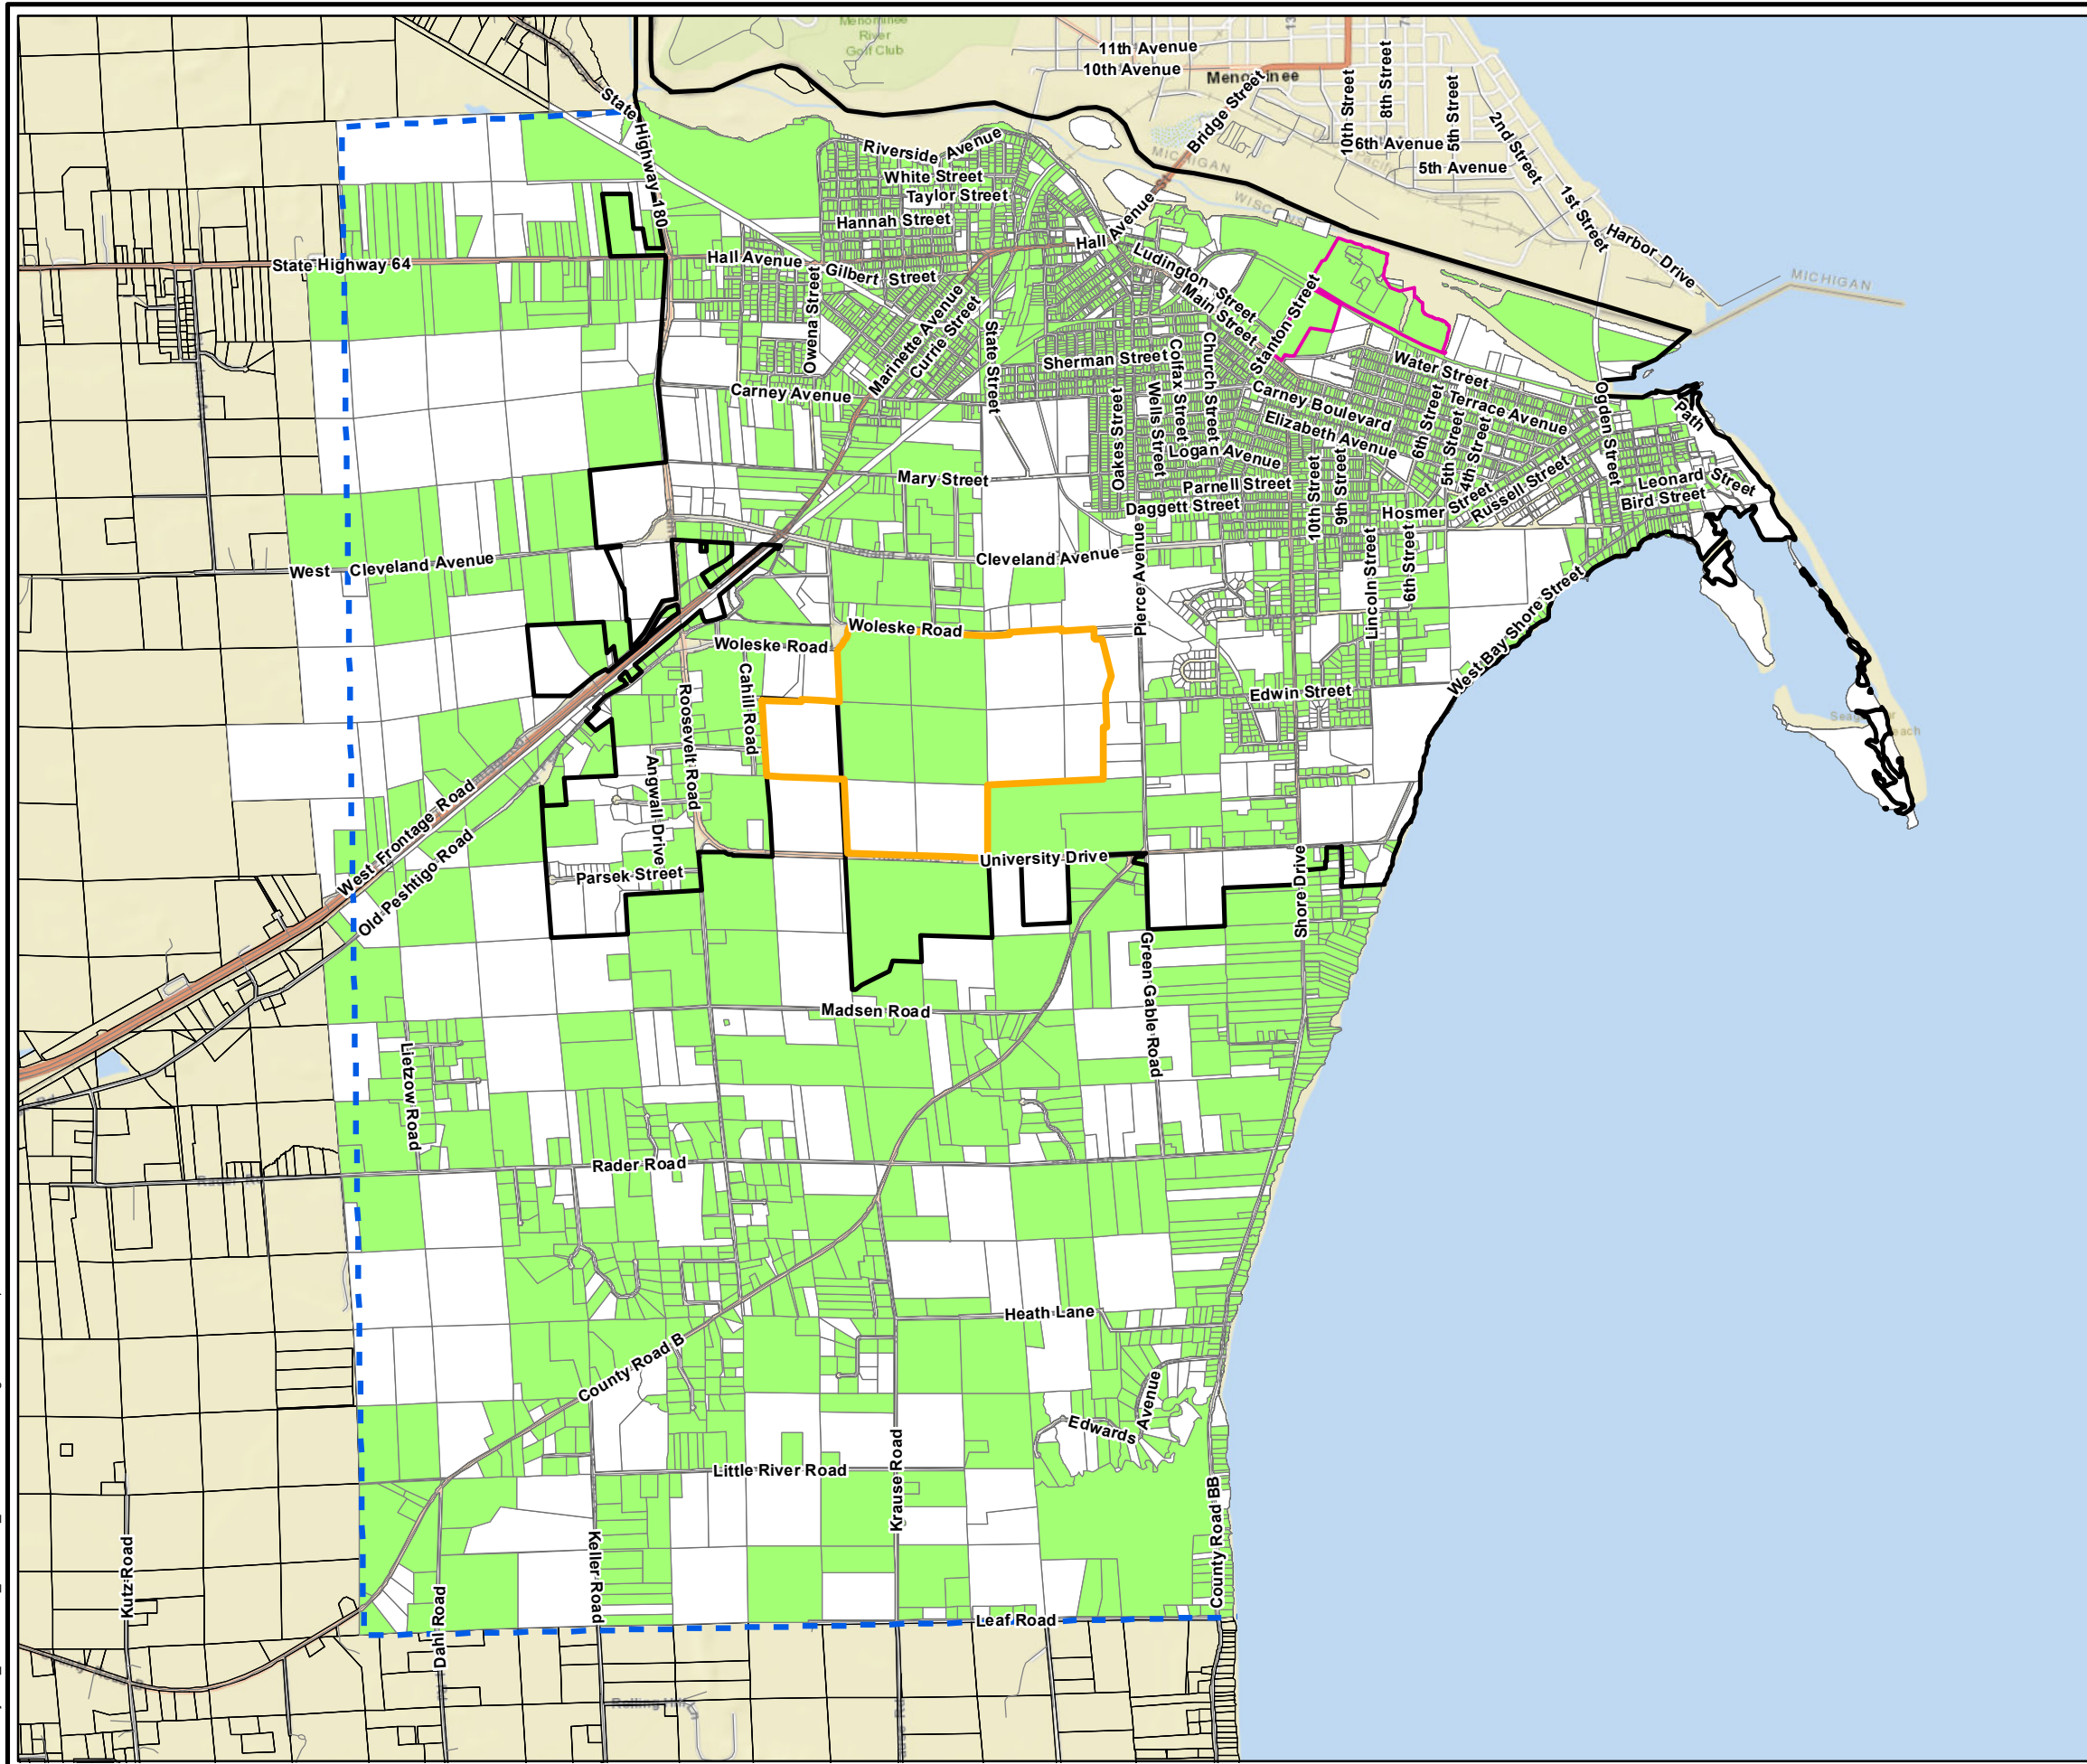 Menominee
River
Golf Club
11th Avenue
10th Avenue
Menominee
Bridge Street
10th Street
8th Street
5th Street
2nd Street
6th Avenue
5th Avenue
1st Street
Harbor Drive
MICHIGAN
WISCONSIN
MICHIGAN
State Highway 180
Riverside Avenue
White Street
Taylor Street
Hannah Street
Hall Avenue
State Highway 64
Hall Avenue
Gilbert Street
Ludington Street
Main Street
Stanton Street
Owena Street
Marinette Avenue
Currie Street
State Street
Sherman Street
Colfax Street
Church Street
Wells Street
Oakes Street
Carney Avenue
Carney Boulevard
Elizabeth Avenue
Water Street
Terrace Avenue
6th Street
5th Street
4th Street
Ogden Street
Path
Logan Avenue
Mary Street
Parnell Street
Daggett Street
10th Street
9th Street
Hosmer Street
Russell Street
Leonard Street
Bird Street
West Cleveland Avenue
Cleveland Avenue
Pierce Avenue
Lincoln Street
6th Street
West Bay Shore Street
Woleske Road
Woleske Road
Cahill Road
Roosevelt Road
Edwin Street
Angwall Drive
West Frontage Road
Old Peshtigo Road
Parsek Street
University Drive
Shore Drive
Green Gable Road
Madsen Road
Lietzow Road
Rader Road
Rader Rd
Heath Lane
County Road B
Edwards Avenue
Little River Road
Krause Road
Keller Road
County Road BB
Kutz Road
Dahl Road
Leaf Road